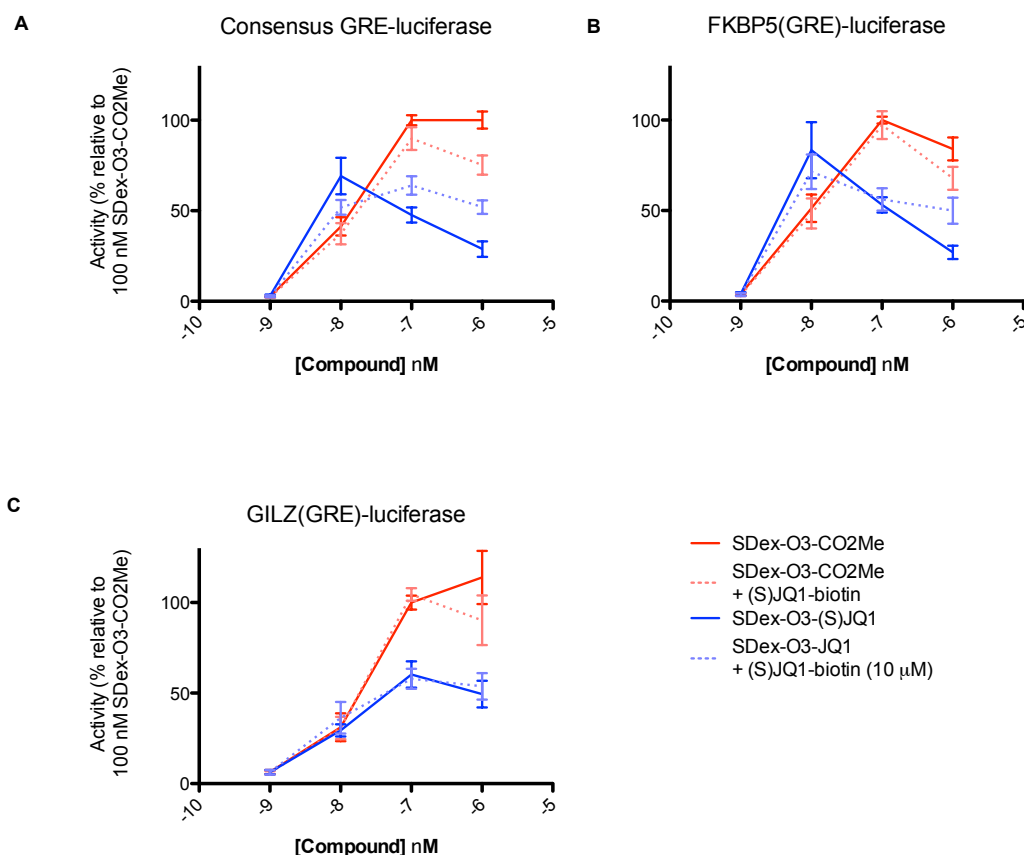 A
Consensus GRE-luciferase
Activity (% relative to
100 nM SDex-O3-CO2Me)
100
50
0
-10
-9
-8
-7
-6
-5
[Compound] nM
B
FKBP5(GRE)-luciferase
100
50
0
-10
-9
-8
-7
-6
-5
[Compound] nM
C
GILZ(GRE)-luciferase
Activity (% relative to
100 nM SDex-O3-CO2Me)
100
50
0
-10
-9
-8
-7
-6
-5
[Compound] nM
SDex-O3-CO2Me
SDex-O3-CO2Me
+ (S)JQ1-biotin
SDex-O3-(S)JQ1
SDex-O3-JQ1
+ (S)JQ1-biotin (10 μM)